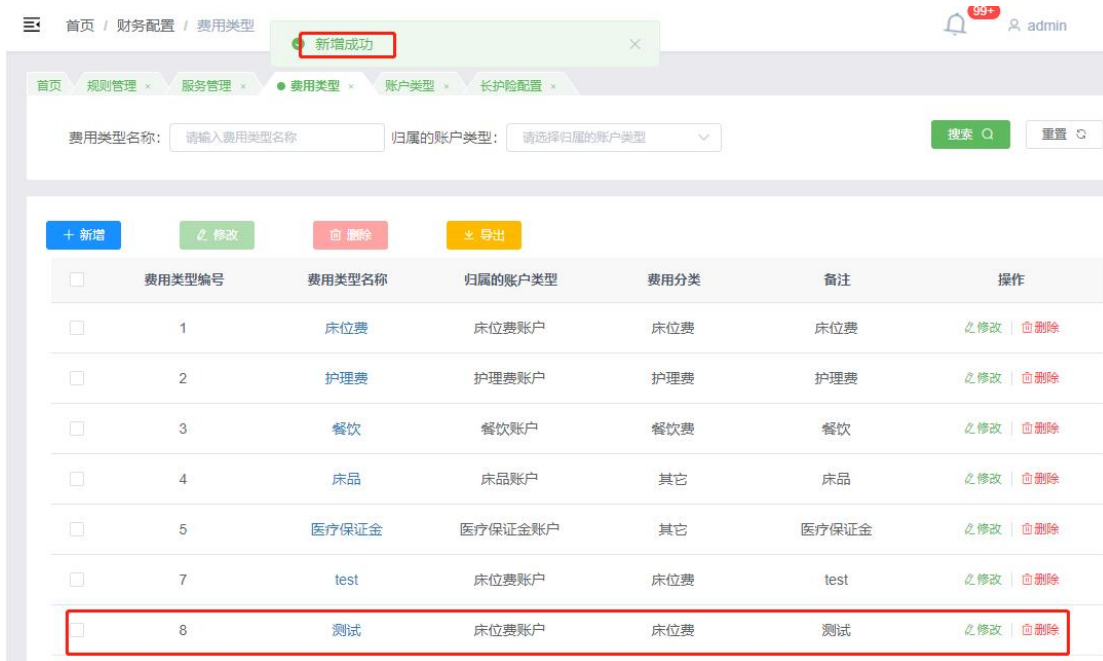 首页 / 财务配置 / 费用类型
新增成功
99+
admin
首页 规则管理 × 服务管理 × 费用类型 × 账户类型 × 长护险配置 ×
费用类型名称: 请输入费用类型名称 归属的账户类型: 请选择归属的账户类型 搜索 重置
+ 新增 修改 删除 导出
费用类型编号 费用类型名称 归属的账户类型 费用分类 备注 操作
1 床位费 床位费账户 床位费 床位费 修改 删除
2 护理费 护理费账户 护理费 护理费 修改 删除
3 餐饮 餐饮账户 餐饮费 餐饮 修改 删除
4 床品 床品账户 其它 床品 修改 删除
5 医疗保证金 医疗保证金账户 其它 医疗保证金 修改 删除
7 test 床位费账户 床位费 test 修改 删除
8 测试 床位费账户 床位费 测试 修改 删除